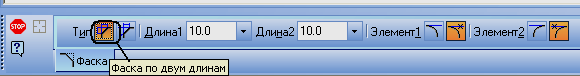 STOP Тип Длина1 10.0 Длина2 10.0 Элемент1 Элемент2
? Фаска
Фаска по двум длинам